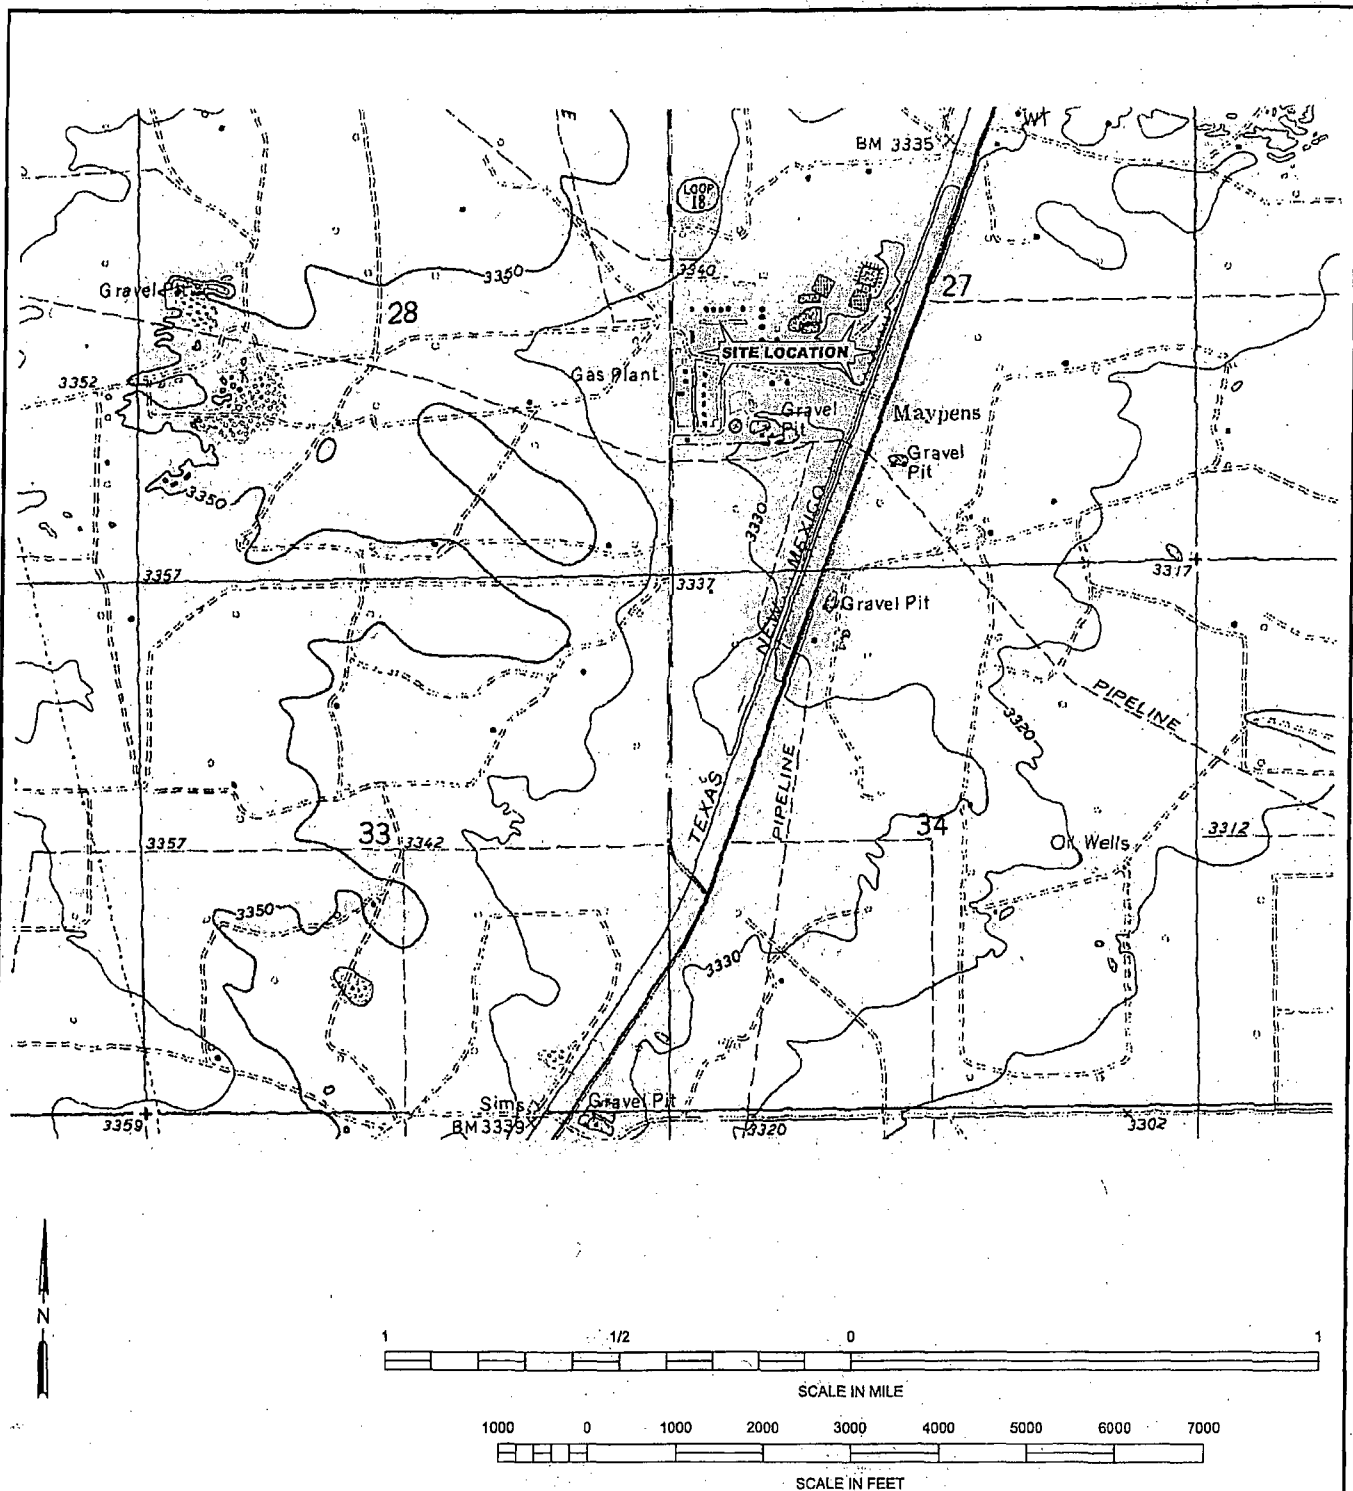 WT
BM 3335
E
LOOP
18
3340
3350
Gravel Pit
27
28
SITE LOCATION
Gas Plant
3352
Gravel
Pit
Maypens
Gravel
Pit
3350
3330
NEW MEXICO
3317
3357
3337
Gravel Pit
PIPELINE
3320
TEXAS
PIPELINE
33
34
3312
3357
3342
Oil Wells
3350
3330
Sims
Gravel Pit
BM 3339
3359
3320
3302
N
1 1/2 0 1
SCALE IN MILE
1000 0 1000 2000 3000 4000 5000 6000 7000
SCALE IN FEET